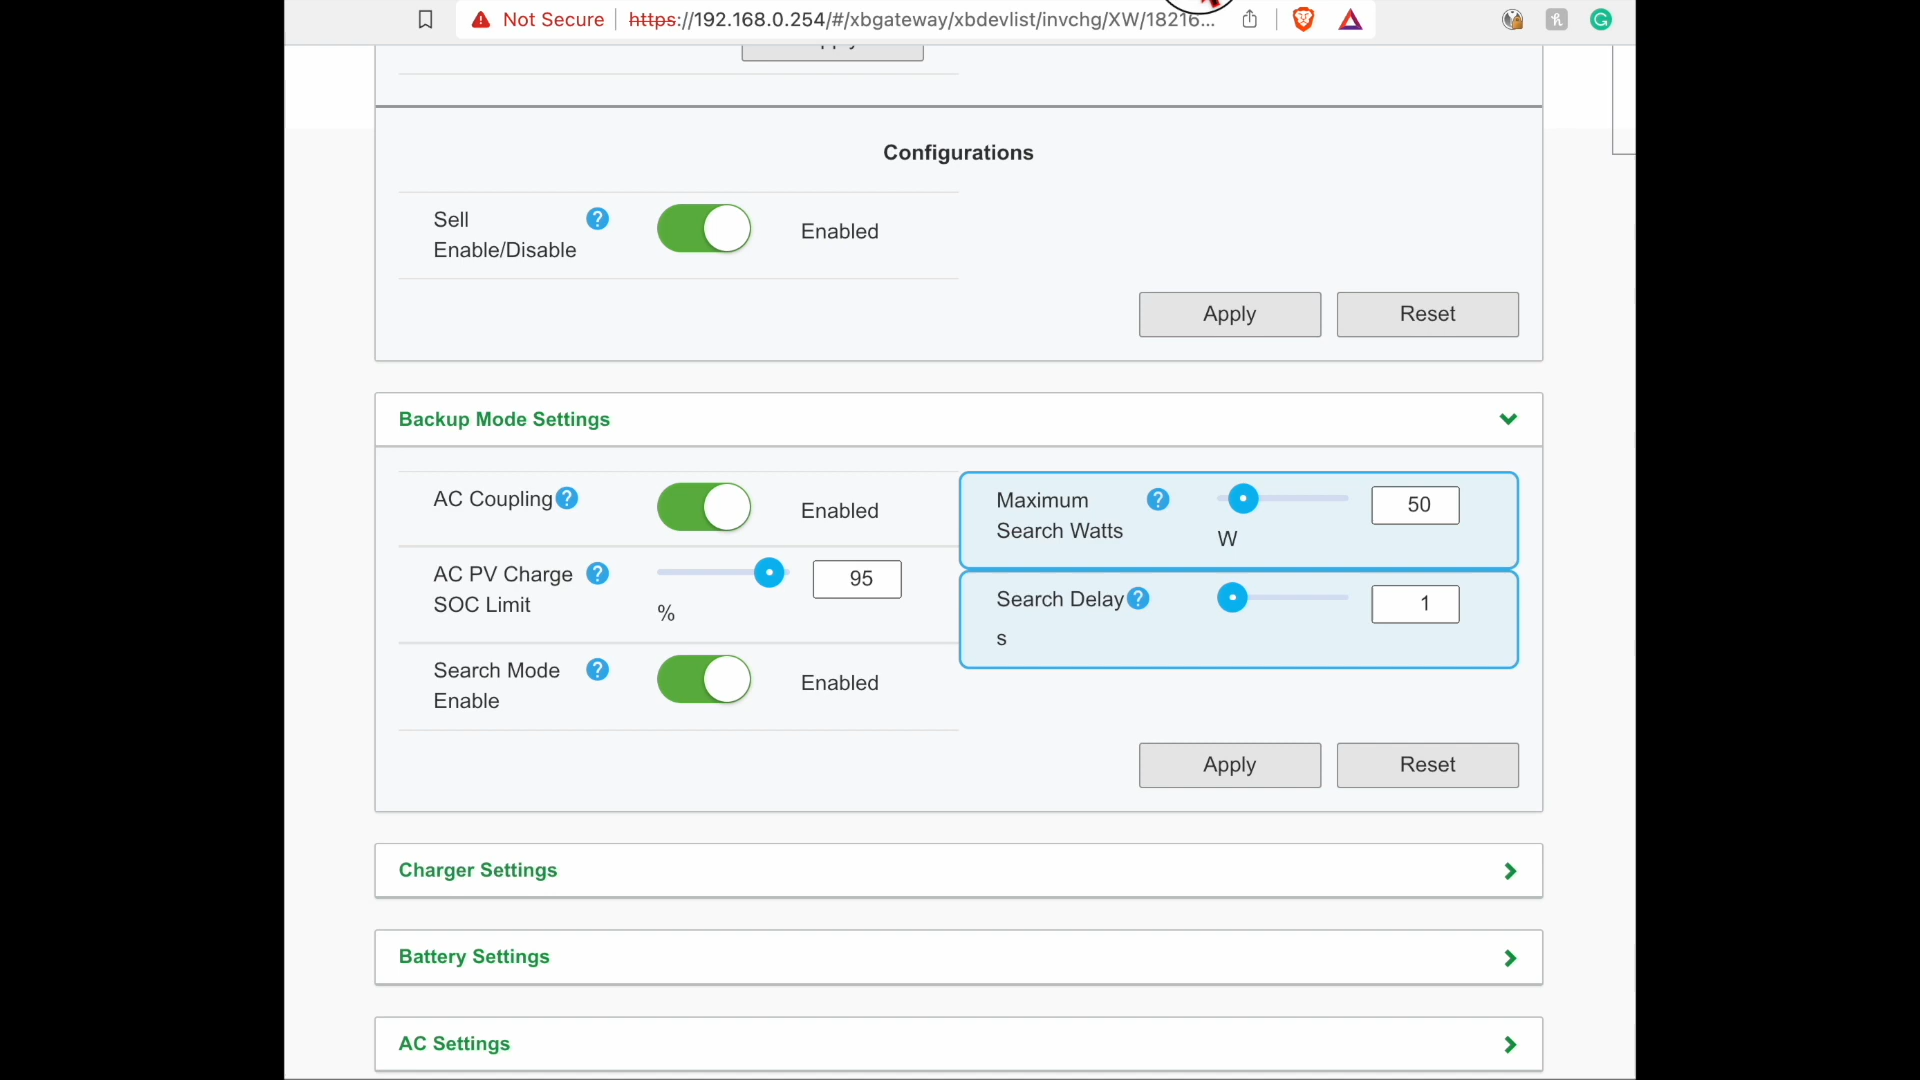 Not Secure https://192.168.0.254/#/xbgateway/xbdevlist/invchg/XW/18216...
Configurations
Sell
Enable/Disable
?
Enabled
Apply
Reset
Backup Mode Settings
AC Coupling ?
Enabled
Maximum
Search Watts
?
W
50
AC PV Charge
SOC Limit
?
%
95
Search Delay ?
s
1
Search Mode
Enable
?
Enabled
Apply
Reset
Charger Settings
Battery Settings
AC Settings